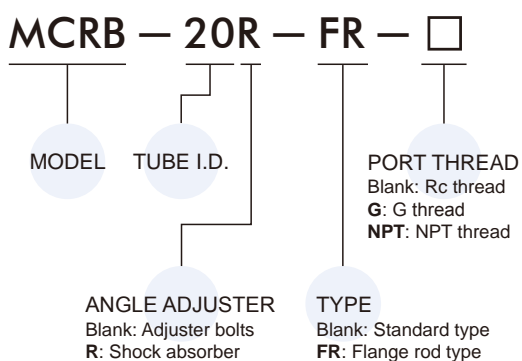 MCRB — 20R — FR — □
MODEL
TUBE I.D.
PORT THREAD
Blank: Rc thread
G: G thread
NPT: NPT thread
ANGLE ADJUSTER
Blank: Adjuster bolts
R: Shock absorber
TYPE
Blank: Standard type
FR: Flange rod type